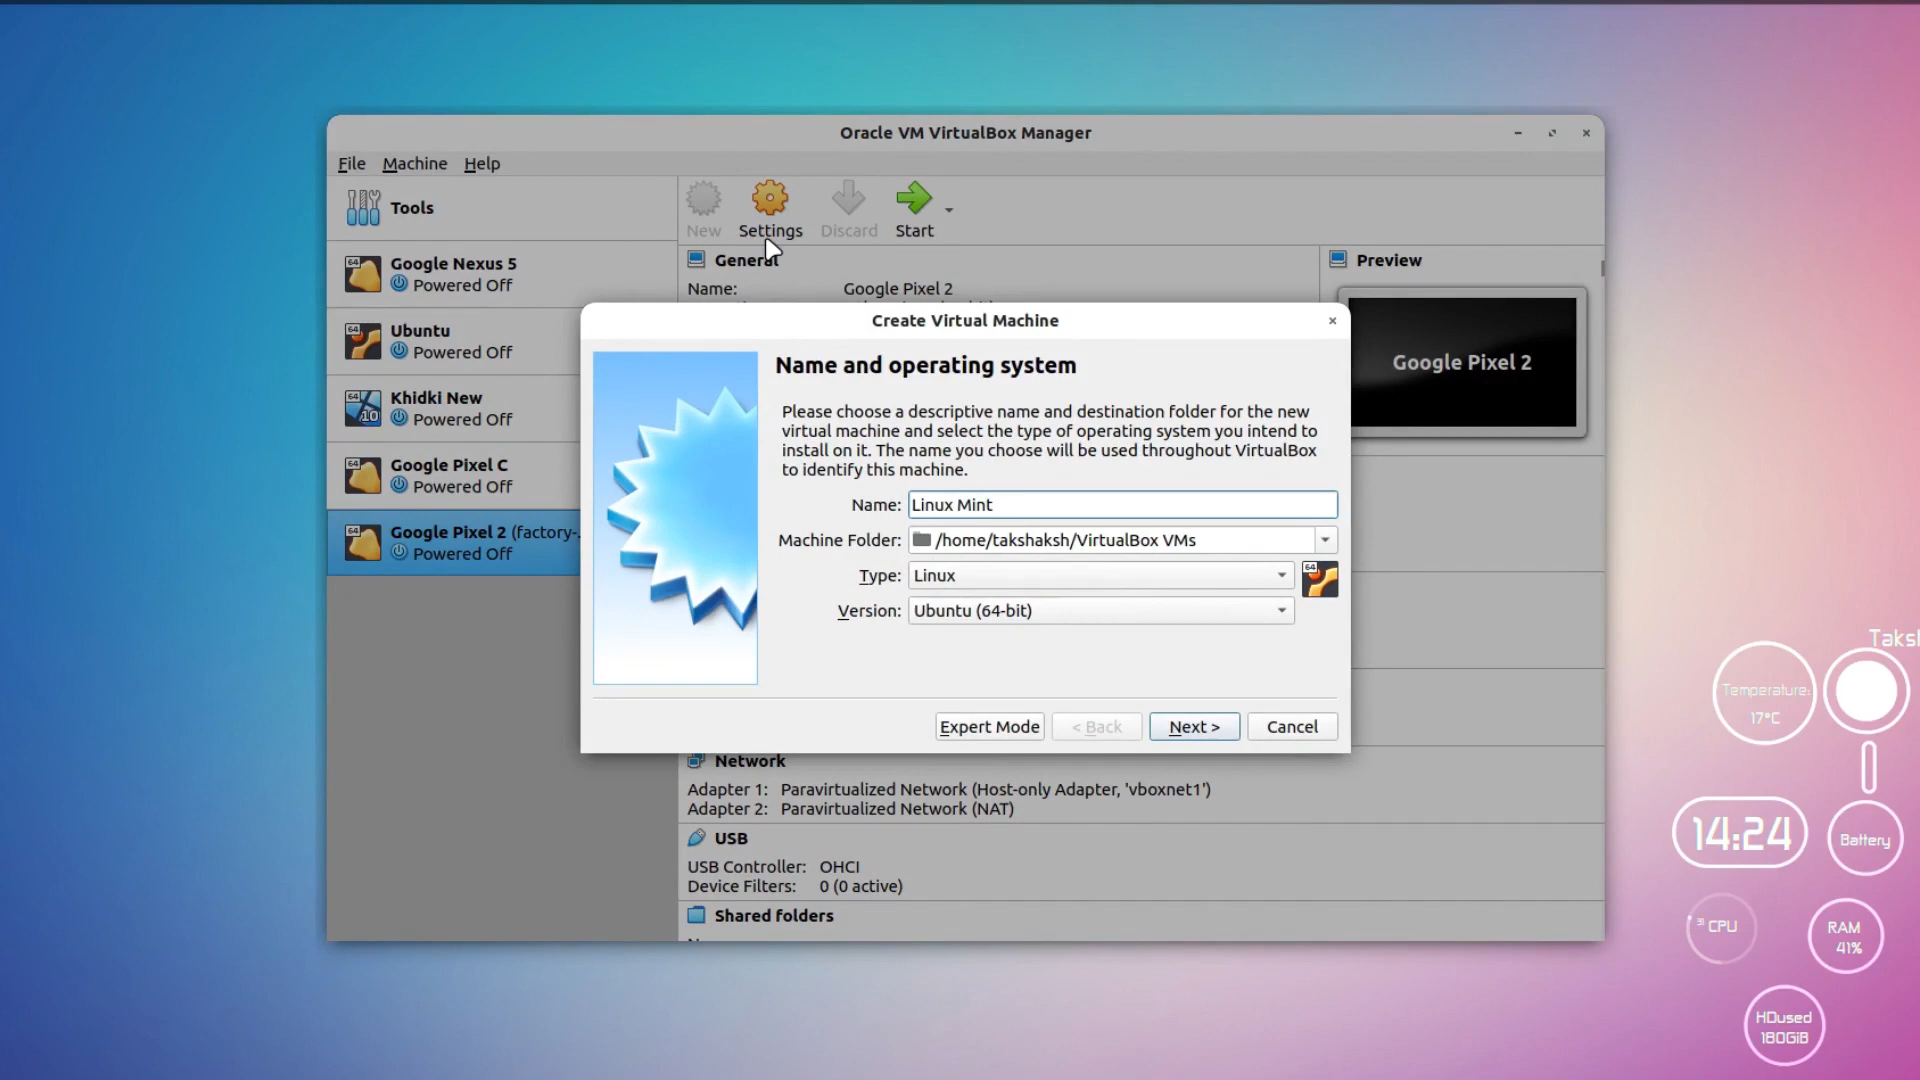 Oracle VM VirtualBox Manager
File Machine Help
Tools
New Settings Discard Start
Google Nexus 5
Powered Off
Ubuntu
Powered Off
Khidki New
Powered Off
Google Pixel C
Powered Off
Google Pixel 2 (factory-..
Powered Off
General
Name: Google Pixel 2
Preview
Google Pixel 2
Create Virtual Machine
Name and operating system
Please choose a descriptive name and destination folder for the new
virtual machine and select the type of operating system you intend to
install on it. The name you choose will be used throughout VirtualBox
to identify this machine.
Name: Linux Mint
Machine Folder: /home/takshaksh/VirtualBox VMs
Type: Linux
64
Version: Ubuntu (64-bit)
Expert Mode < Back Next > Cancel
Network
Adapter 1: Paravirtualized Network (Host-only Adapter, 'vboxnet1')
Adapter 2: Paravirtualized Network (NAT)
USB
USB Controller: OHCI
Device Filters: 0 (0 active)
Shared folders
Taksh
Temperature:
17°C
14:24
Battery
CPU
RAM
41%
HDused
180GiB